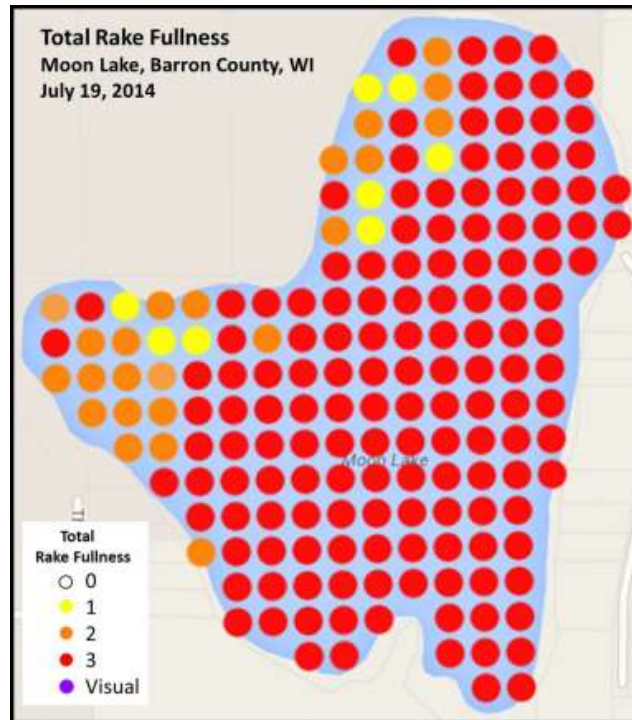 Total Rake Fullness
Moon Lake, Barron County, WI
July 19, 2014
Moon Lake
Total
Rake Fullness
0
1
2
3
Visual